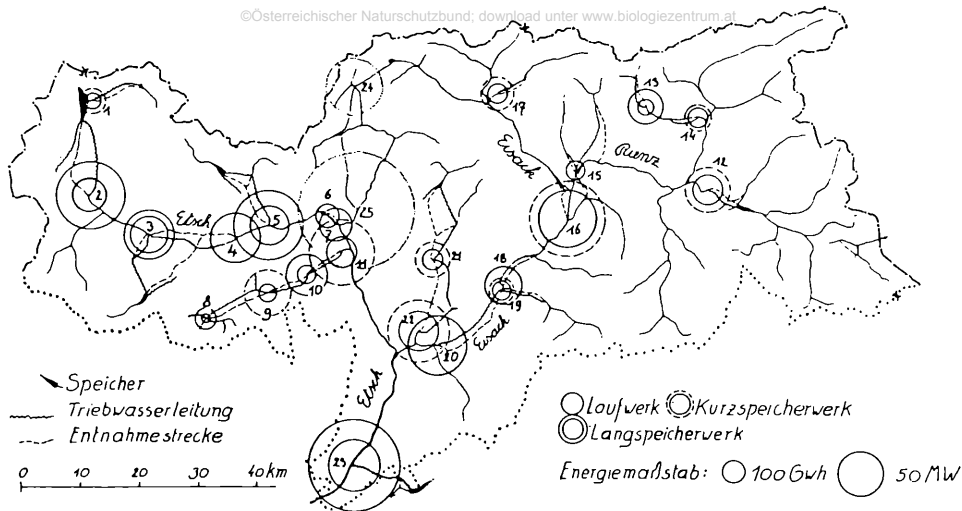 ©Österreichischer Naturschutzbund; download unter www.biologiezentrum.at
1
2
3
Etsch
4
5
6
7
25
24
17
13
14
12
Eisach
Rienz
15
16
8
9
10
11
21
18
19
22
20
Eisach
Etsch
23
Speicher
Triebwasserleitung
Entnahmestrecke
0 10 20 30 40 km
Laufwerk Kurzspeicherwerk
Langspeicherwerk
Energiemaßstab: 100 Gwh 50 MW